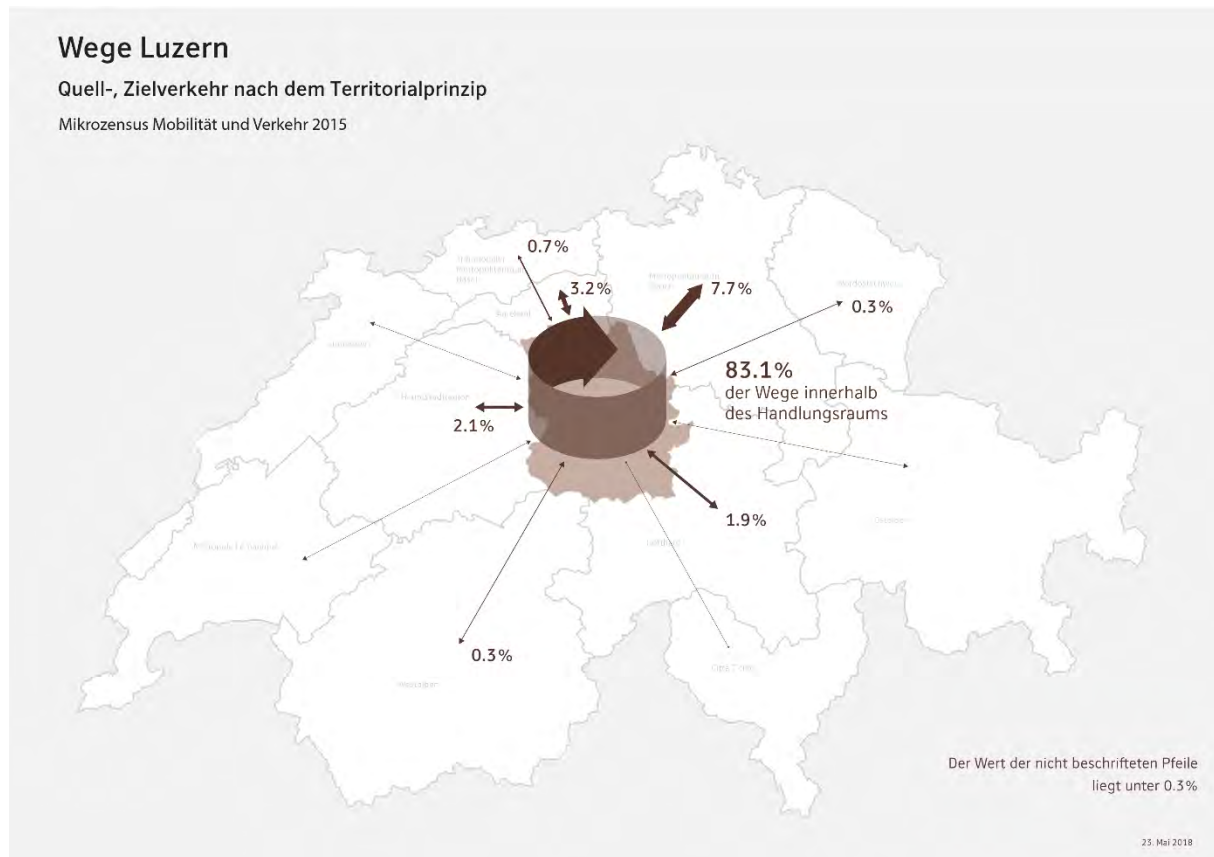 Wege Luzern
Quell-, Zielverkehr nach dem Territorialprinzip
Mikrozensus Mobilität und Verkehr 2015
0.7%
3.2%
7.7%
0.3%
83.1%
der Wege innerhalb
des Handlungsraums
2.1%
1.9%
0.3%
Der Wert der nicht beschrifteten Pfeile
liegt unter 0.3%
23. Mai 2018